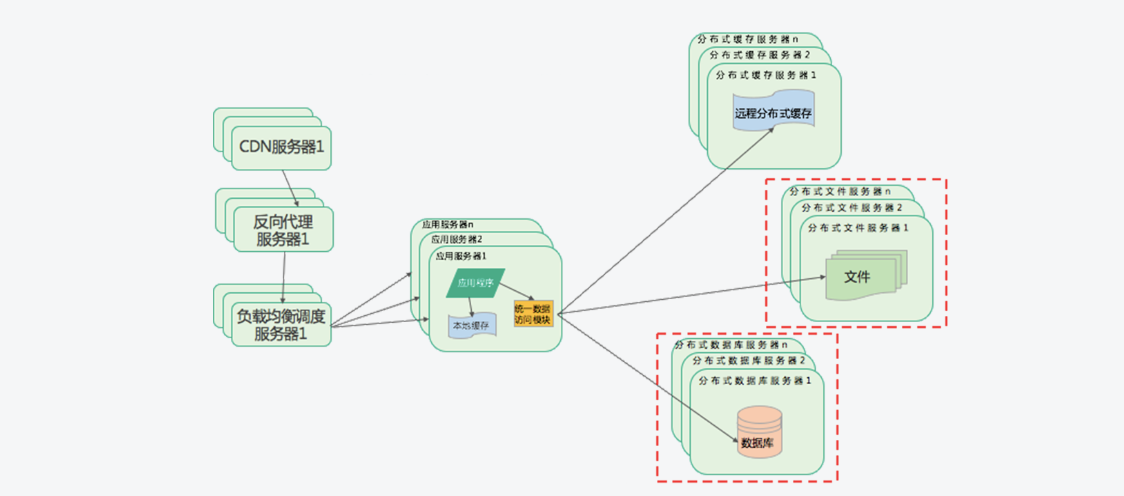 CDN服务器1
反向代理
服务器1
负载均衡调度
服务器1
应用服务器n
应用服务器2
应用服务器1
应用程序
本地缓存
统一数据
访问模块
分布式缓存服务器n
分布式缓存服务器2
分布式缓存服务器1
远程分布式缓存
分布式文件服务器n
分布式文件服务器2
分布式文件服务器1
文件
分布式数据库服务器n
分布式数据库服务器2
分布式数据库服务器1
数据库